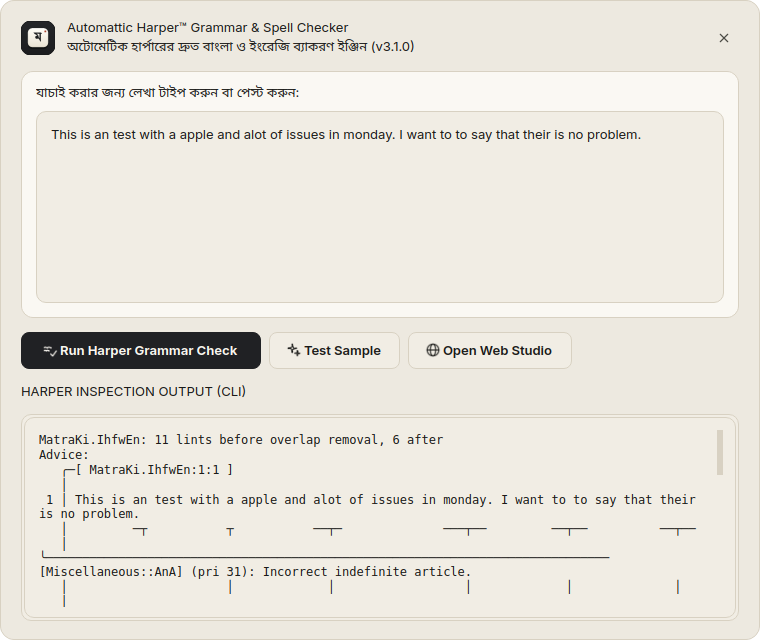 ম
Automattic Harper™ Grammar & Spell Checker
অটোমেটিক হার্পারের দ্রুত বাংলা ও ইংরেজি ব্যাকরণ ইঞ্জিন (v3.1.0)
যাচাই করার জন্য লেখা টাইপ করুন বা পেস্ট করুন:
This is an test with a apple and alot of issues in monday. I want to to say that their is no problem.
Run Harper Grammar Check
Test Sample
Open Web Studio
HARPER INSPECTION OUTPUT (CLI)
MatraKi.IhfwEn: 11 lints before overlap removal, 6 after
Advice:
╭─[ MatraKi.IhfwEn:1:1 ]
│
1 │ This is an test with a apple and alot of issues in monday. I want to to say that their
is no problem.
[Miscellaneous::AnA] (pri 31): Incorrect indefinite article.